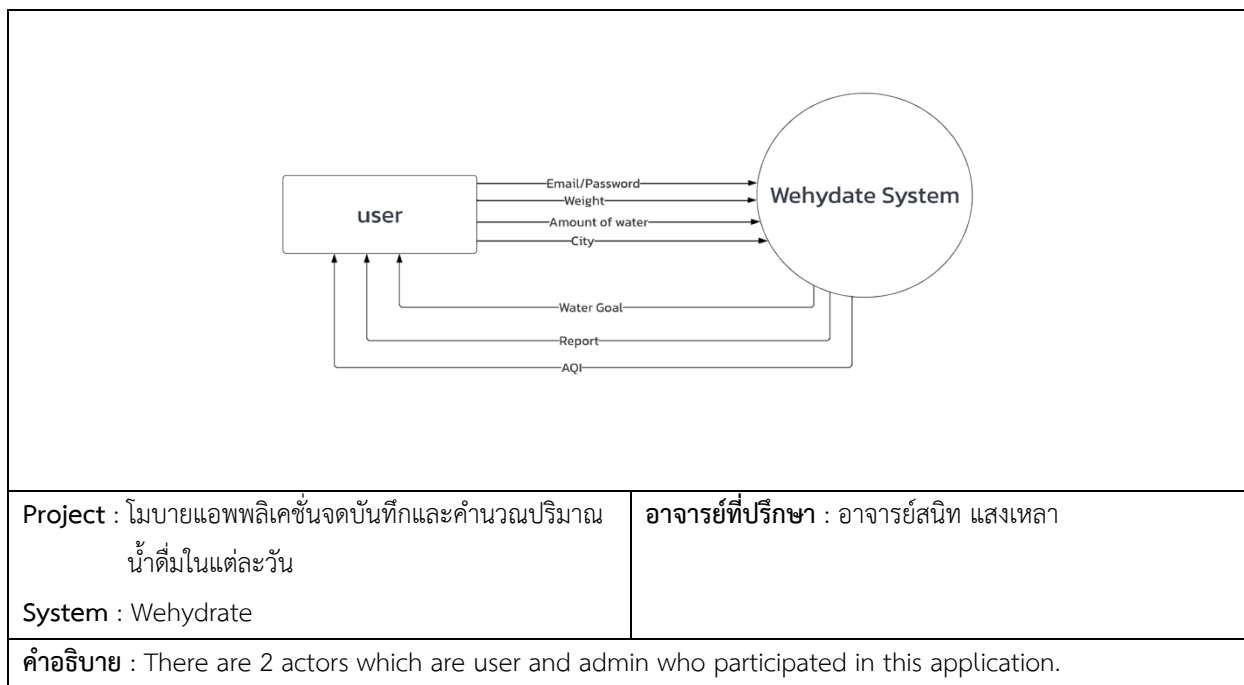 Email/Password
Weight
Amount of water
City
user
Wehydate System
Water Goal
Report
AQI
Project : โมบายแอพพลิเคชั่นจดบันทึกและคำนวณปริมาณ
น้ำดื่มในแต่ละวัน
System : Wehydrate
อาจารย์ที่ปรึกษา : อาจารย์สนิท แสงเหลา
คำอธิบาย : There are 2 actors which are user and admin who participated in this application.